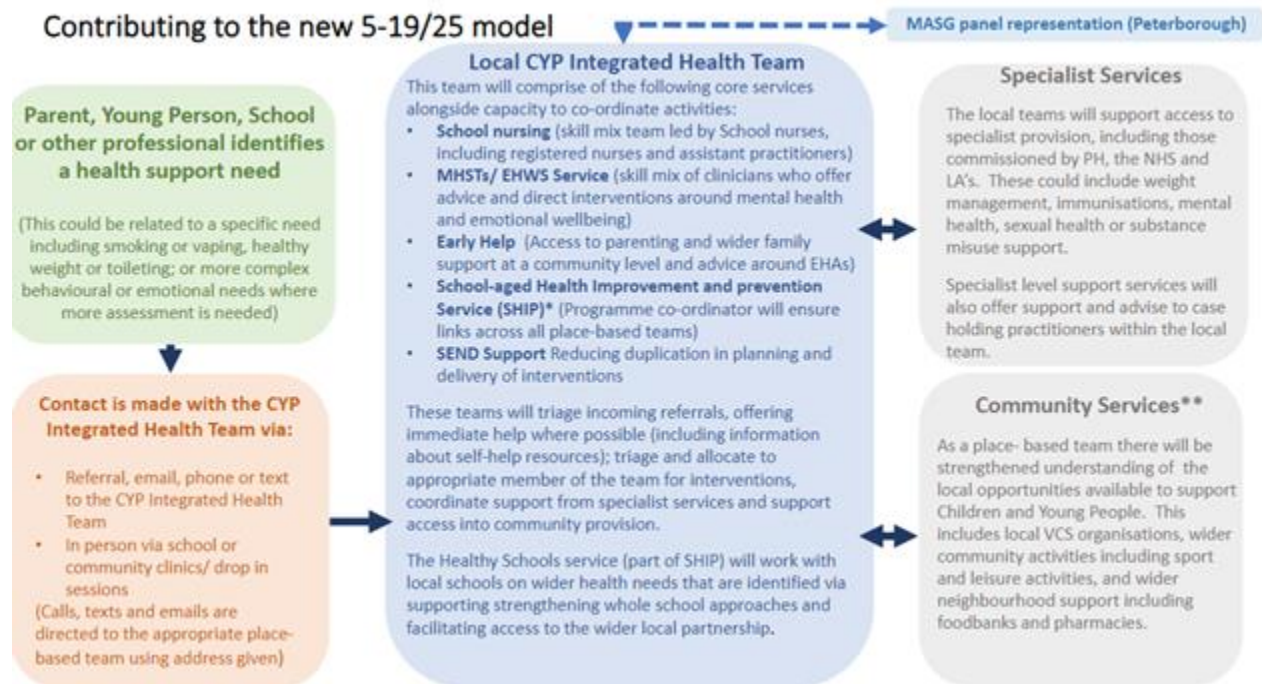 Contributing to the new 5-19/25 model
MASG panel representation (Peterborough)
Parent, Young Person, School
or other professional identifies
a health support need
(This could be related to a specific need
including smoking or vaping, healthy
weight or toileting; or more complex
behavioural or emotional needs where
more assessment is needed)
Contact is made with the CYP
Integrated Health Team via:
• Referral, email, phone or text
to the CYP Integrated Health
Team
• In person via school or
community clinics/ drop in
sessions
(Calls, texts and emails are
directed to the appropriate place-
based team using address given)
Local CYP Integrated Health Team
This team will comprise of the following core services
alongside capacity to co-ordinate activities:
• School nursing (skill mix team led by School nurses,
including registered nurses and assistant practitioners)
• MHSTs/ EHWS Service (skill mix of clinicians who offer
advice and direct interventions around mental health
and emotional wellbeing)
• Early Help (Access to parenting and wider family
support at a community level and advice around EHAs)
• School-aged Health Improvement and prevention
Service (SHIP)* (Programme co-ordinator will ensure
links across all place-based teams)
• SEND Support Reducing duplication in planning and
delivery of interventions
These teams will triage incoming referrals, offering
immediate help where possible (including information
about self-help resources); triage and allocate to
appropriate member of the team for interventions,
coordinate support from specialist services and support
access into community provision.
The Healthy Schools service (part of SHIP) will work with
local schools on wider health needs that are identified via
supporting strengthening whole school approaches and
facilitating access to the wider local partnership.
Specialist Services
The local teams will support access to
specialist provision, including those
commissioned by PH, the NHS and
LA's. These could include weight
management, immunisations, mental
health, sexual health or substance
misuse support.
Specialist level support services will
also offer support and advise to case
holding practitioners within the local
team.
Community Services**
As a place- based team there will be
strengthened understanding of the
local opportunities available to support
Children and Young People. This
includes local VCS organisations, wider
community activities including sport
and leisure activities, and wider
neighbourhood support including
foodbanks and pharmacies.